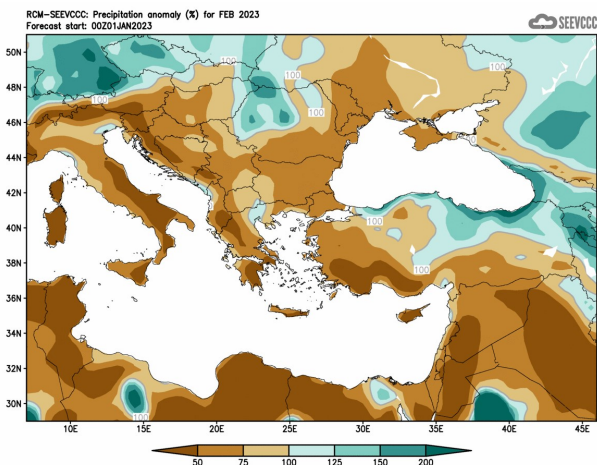 RCM-SEEVCCC: Precipitation anomaly (%) for FEB 2023
Forecast start: 00Z01JAN2023
SEEVCCC
50N
48N
46N
44N
42N
40N
38N
36N
34N
32N
30N
100
100
100
100
100
100
100
100
10E
15E
20E
25E
30E
35E
40E
45E
50
75
100
125
150
200